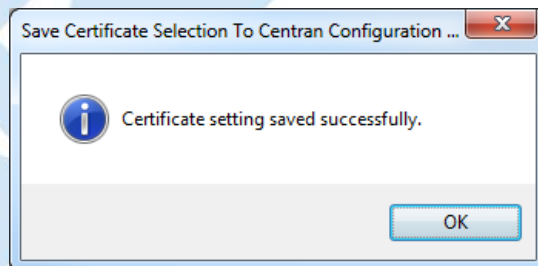 Save Certificate Selection To Centran Configuration ...
Certificate setting saved successfully.
OK